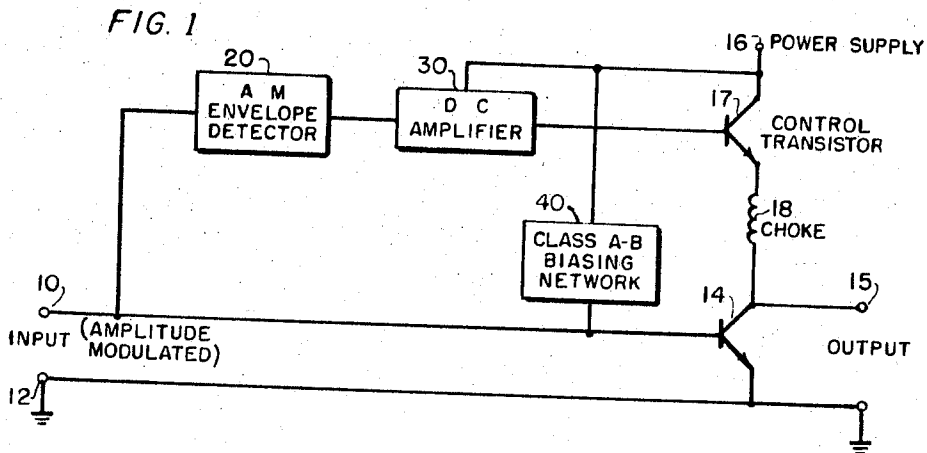 FIG. 1
16
POWER SUPPLY
20
30
17
A M
ENVELOPE
DETECTOR
D C
AMPLIFIER
CONTROL
TRANSISTOR
40
18
CHOKE
CLASS A-B
BIASING
NETWORK
10
14
15
INPUT (AMPLITUDE
MODULATED)
OUTPUT
12